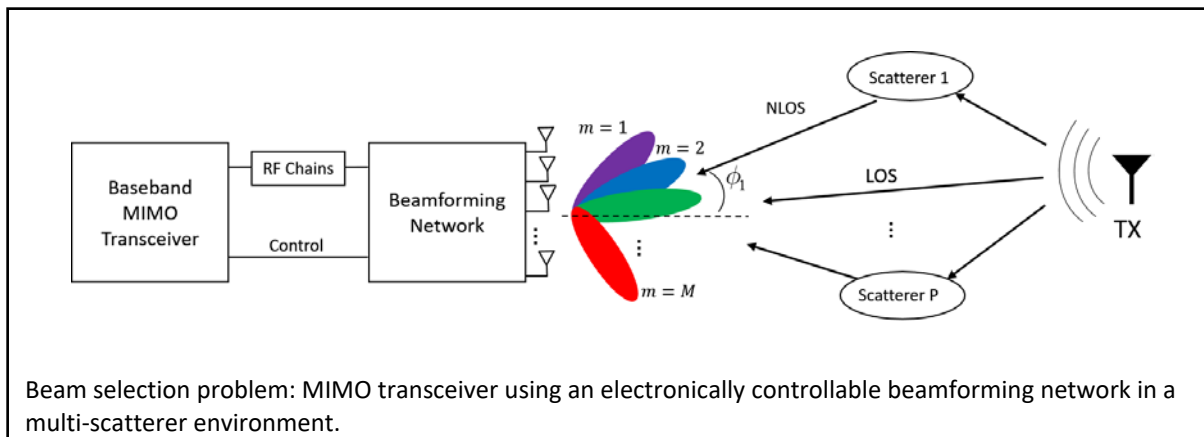 Scatterer 1
NLOS
m = 1
m = 2
RF Chains
ϕ₁
LOS
Baseband
MIMO
Transceiver
Beamforming
Network
Control
TX
m = M
Scatterer P
Beam selection problem: MIMO transceiver using an electronically controllable beamforming network in a
multi-scatterer environment.